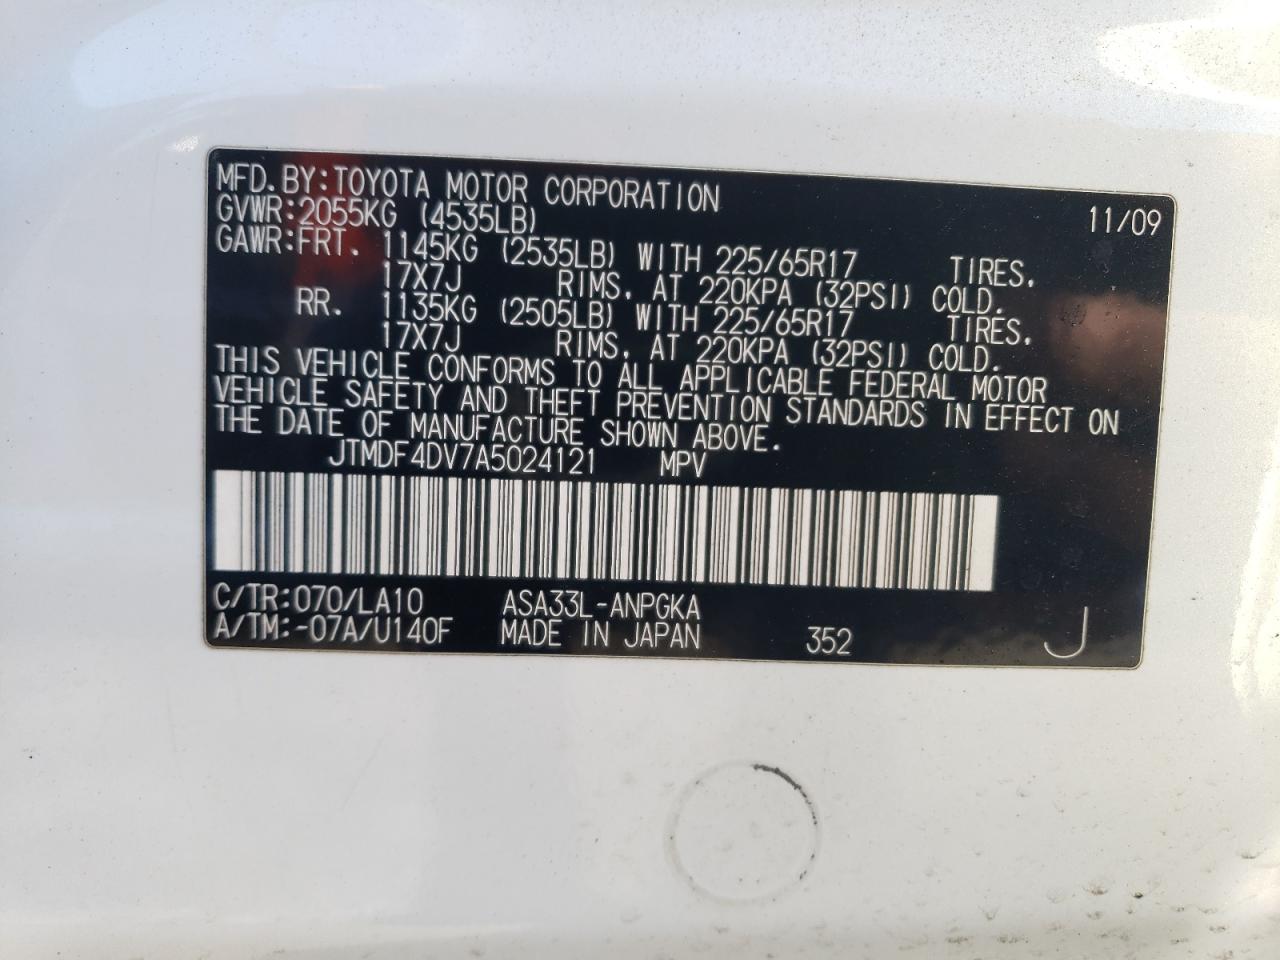 MFD.BY:TOYOTA MOTOR CORPORATION 11/09
GVWR:2055KG (4535LB)
GAWR:FRT. 1145KG (2535LB) WITH 225/65R17 TIRES,
17X7J RIMS, AT 220KPA (32PSI) COLD.
RR. 1135KG (2505LB) WITH 225/65R17 TIRES,
17X7J RIMS, AT 220KPA (32PSI) COLD.
THIS VEHICLE CONFORMS TO ALL APPLICABLE FEDERAL MOTOR
VEHICLE SAFETY AND THEFT PREVENTION STANDARDS IN EFFECT ON
THE DATE OF MANUFACTURE SHOWN ABOVE.
JTMDF4DV7A5024121 MPV
C/TR:070/LA10 ASA33L-ANPGKA
A/TM:-07A/U140F MADE IN JAPAN 352 J